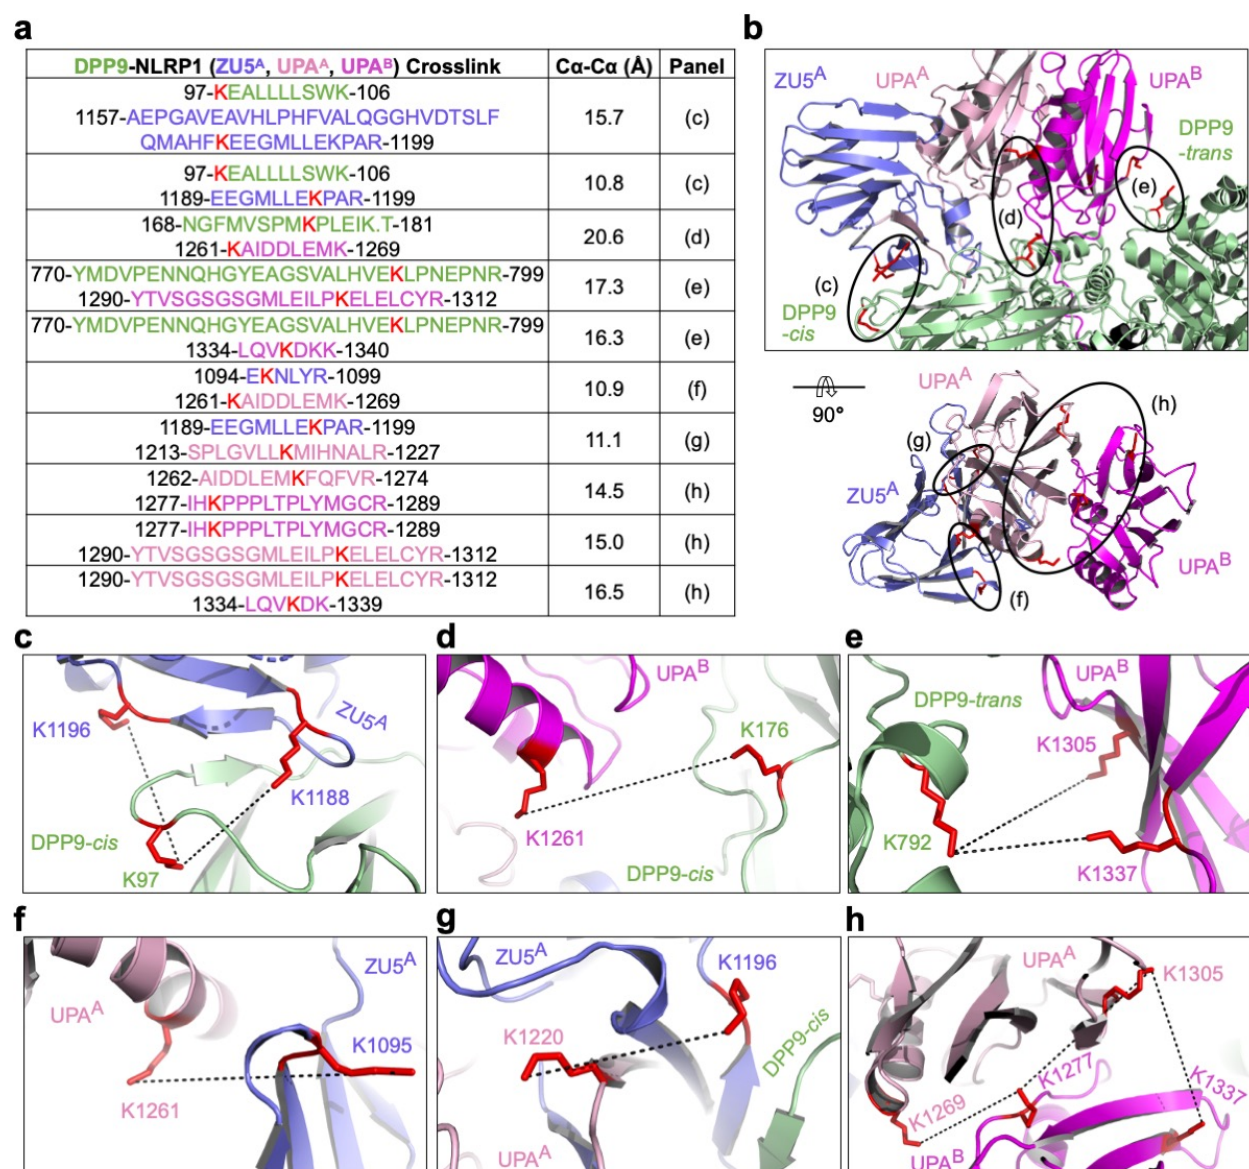 a
DPP9-NLRP1 (ZU5A, UPAA, UPAB) Crosslink Cα-Cα (Å) Panel
97-KEALLLLSWK-106
1157-AEPGAVEAVHLPHFVALQGGHVDTSLF
QMAHFKEEGMLLEKPAR-1199
15.7 (c)
97-KEALLLLSWK-106
1189-EEGMLLEKPAR-1199
10.8 (c)
168-NGFMVSPMKPLEIK.T-181
1261-KAIDDLEMK-1269
20.6 (d)
770-YMDVPENNQHGYEAGSVALHVEKLPNEPNR-799
1290-YTVSGSGSGMLEILPKELELCYR-1312
17.3 (e)
770-YMDVPENNQHGYEAGSVALHVEKLPNEPNR-799
1334-LQVKDKK-1340
16.3 (e)
1094-EKNLYR-1099
1261-KAIDDLEMK-1269
10.9 (f)
1189-EEGMLLEKPAR-1199
1213-SPLGVLLKMIHNALR-1227
11.1 (g)
1262-AIDDLEMKFQFVR-1274
1277-IHKPPPLTPLYMGCR-1289
14.5 (h)
1277-IHKPPPLTPLYMGCR-1289
1290-YTVSGSGSGMLEILPKELELCYR-1312
15.0 (h)
1290-YTVSGSGSGMLEILPKELELCYR-1312
1334-LQVKDK-1339
16.5 (h)
b
ZU5A
UPAA
UPAB
DPP9
-trans
(e)
(d)
(c)
DPP9
-cis
90°
UPAA
(h)
(g)
ZU5A
UPAB
(f)
c
K1196
ZU5A
K1188
DPP9-cis
K97
d
UPAB
K176
K1261
DPP9-cis
e
UPAB
DPP9-trans
K1305
K792
K1337
f
ZU5A
UPAA
K1095
K1261
g
ZU5A
K1196
K1220
DPP9-cis
UPAA
h
UPAA
K1305
K1277
K1337
K1269
UPAB